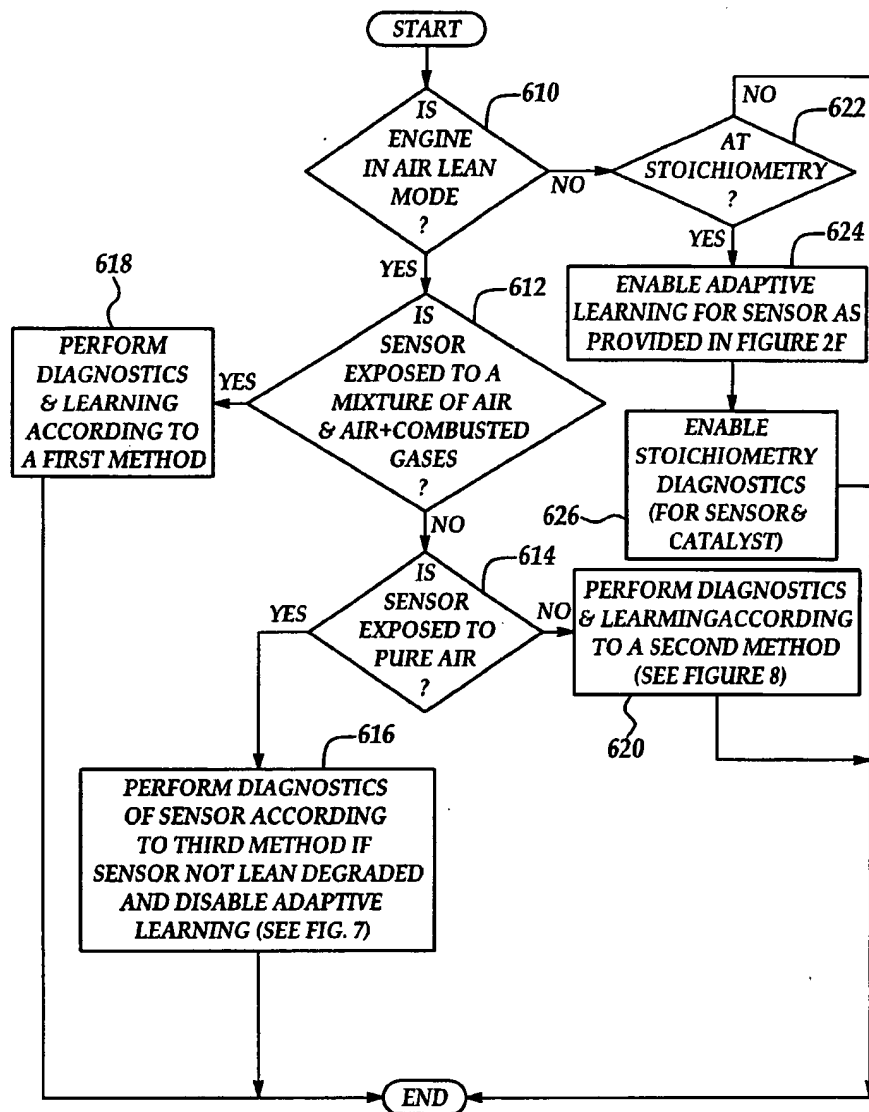 START
610
IS
ENGINE
IN AIR LEAN
MODE
?
NO
YES
NO
622
AT
STOICHIOMETRY
?
YES
624
ENABLE ADAPTIVE
LEARNING FOR SENSOR AS
PROVIDED IN FIGURE 2F
ENABLE
STOICHIOMETRY
DIAGNOSTICS
(FOR SENSOR&
CATALYST)
626
612
IS
SENSOR
EXPOSED TO A
MIXTURE OF AIR
& AIR+COMBUSTED
GASES
?
YES
NO
618
PERFORM
DIAGNOSTICS
& LEARNING
ACCORDING TO
A FIRST METHOD
614
IS
SENSOR
EXPOSED TO
PURE AIR
?
YES
NO
PERFORM DIAGNOSTICS
& LEARMINGACCORDING
TO A SECOND METHOD
(SEE FIGURE 8)
620
616
PERFORM DIAGNOSTICS
OF SENSOR ACCORDING
TO THIRD METHOD IF
SENSOR NOT LEAN DEGRADED
AND DISABLE ADAPTIVE
LEARNING (SEE FIG. 7)
END